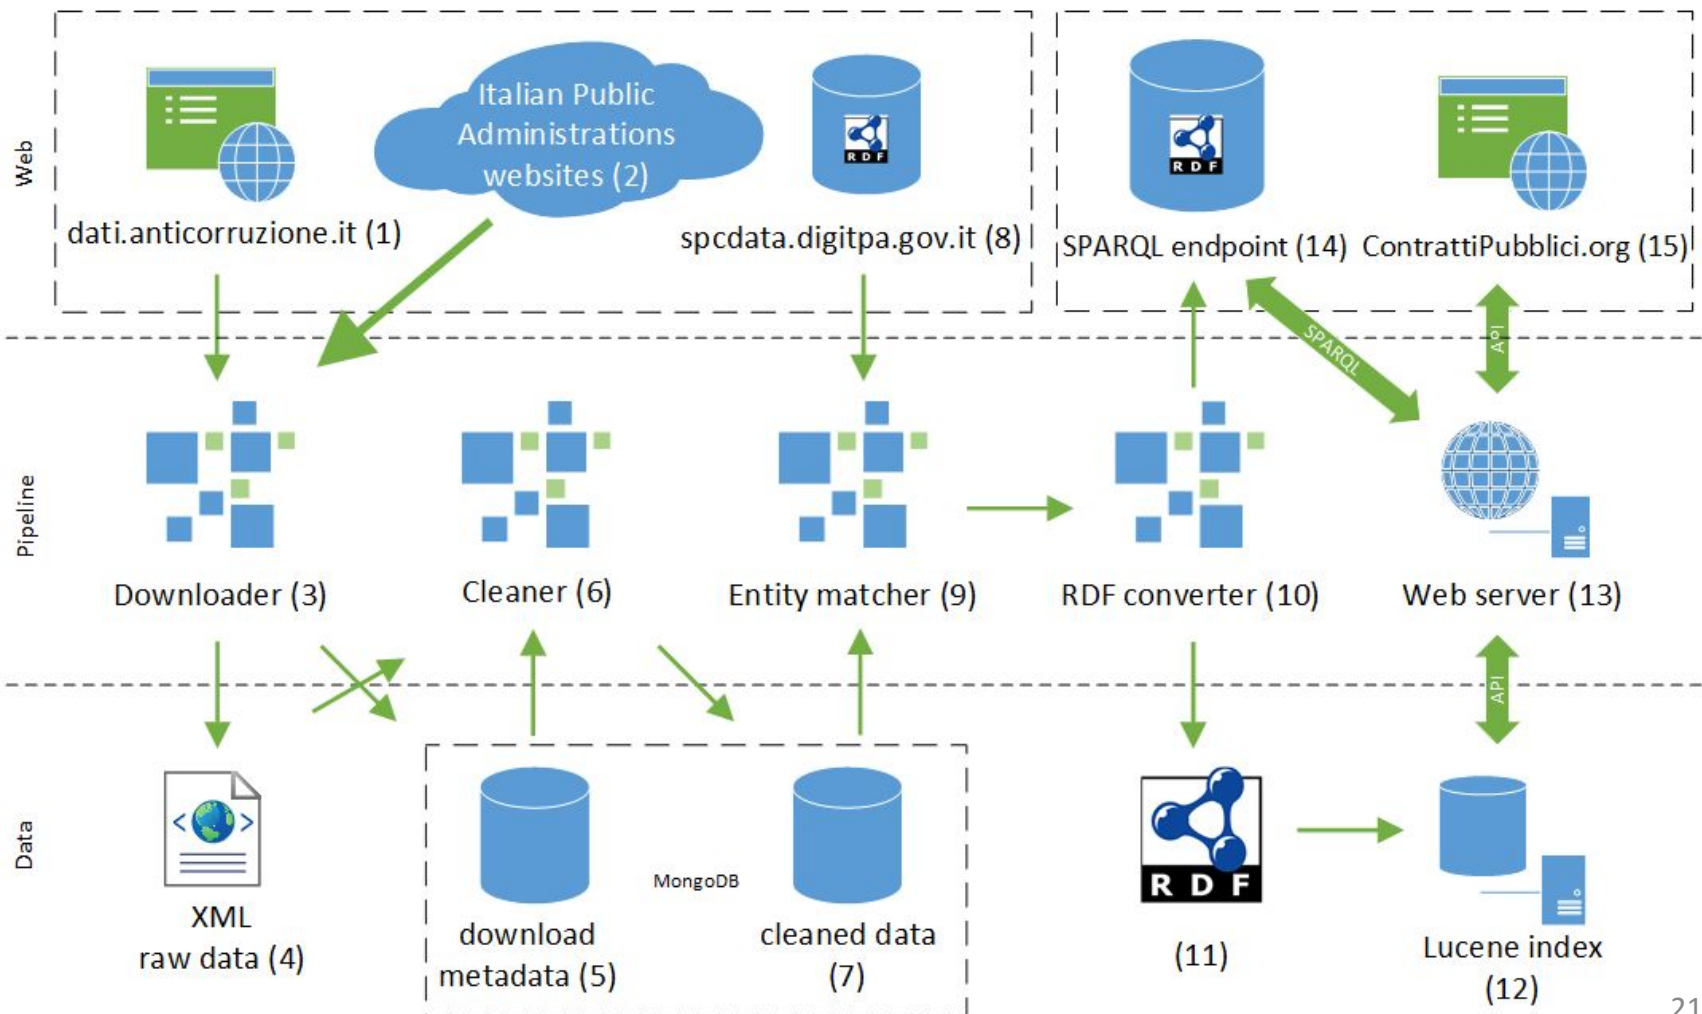 Web
Italian Public
Administrations
websites (2)
RDF
RDF
dati.anticorruzione.it (1)
spcdata.digitpa.gov.it (8)
SPARQL endpoint (14)
ContrattiPubblici.org (15)
SPARQL
API
Pipeline
Downloader (3)
Cleaner (6)
Entity matcher (9)
RDF converter (10)
Web server (13)
API
Data
< >
RDF
MongoDB
XML
raw data (4)
download
metadata (5)
cleaned data
(7)
(11)
Lucene index
(12)
21